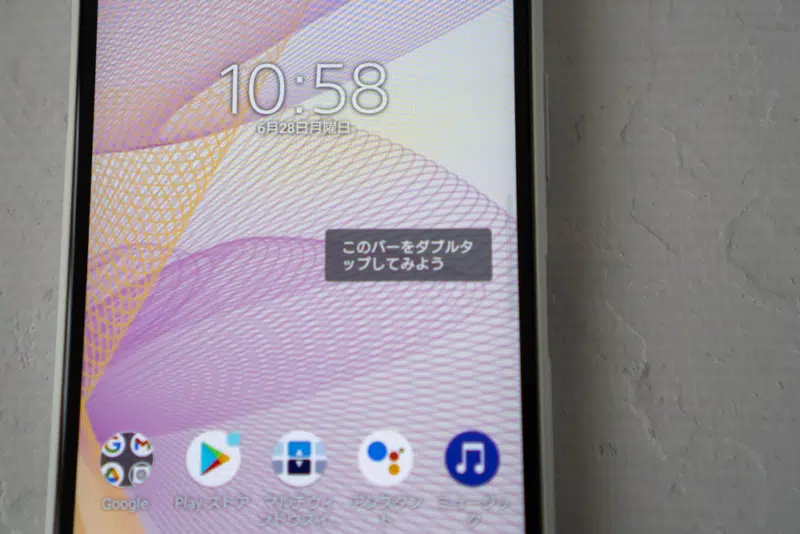 10:58
6月28日月曜日
このバーをダブルタ
ップしてみよう
Google
Play ストア
マルチウィ
ンドウスイ…
アシスタン
ト
ミュージッ
ク